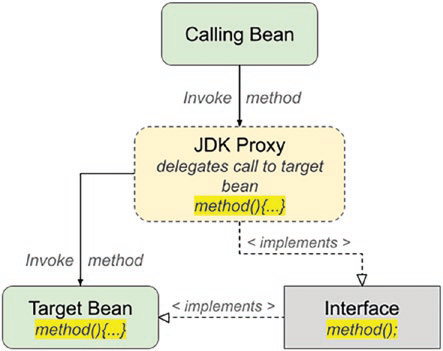 Calling Bean
Invoke method
JDK Proxy
delegates call to target
bean
method(){...}
< implements >
Invoke method
Target Bean
method(){...}
< implements >
Interface
method();